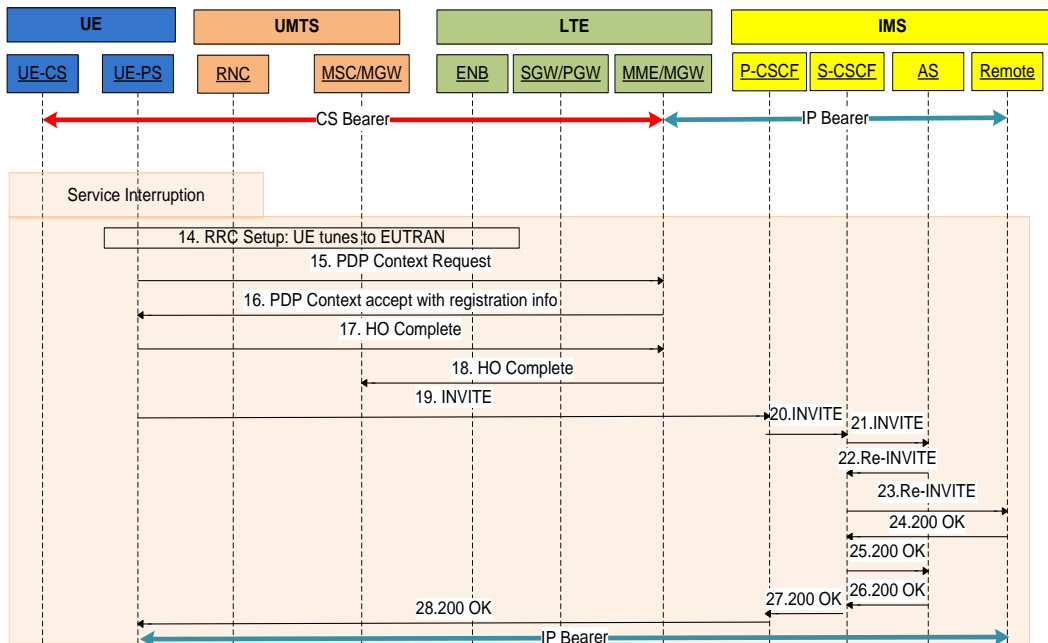 UE
UMTS
LTE
IMS
UE-CS
UE-PS
RNC
MSC/MGW
ENB
SGW/PGW
MME/MGW
P-CSCF
S-CSCF
AS
Remote
CS Bearer
IP Bearer
Service Interruption
14. RRC Setup: UE tunes to EUTRAN
15. PDP Context Request
16. PDP Context accept with registration info
17. HO Complete
18. HO Complete
19. INVITE
20.INVITE
21.INVITE
22.Re-INVITE
23.Re-INVITE
24.200 OK
25.200 OK
26.200 OK
27.200 OK
28.200 OK
IP Bearer